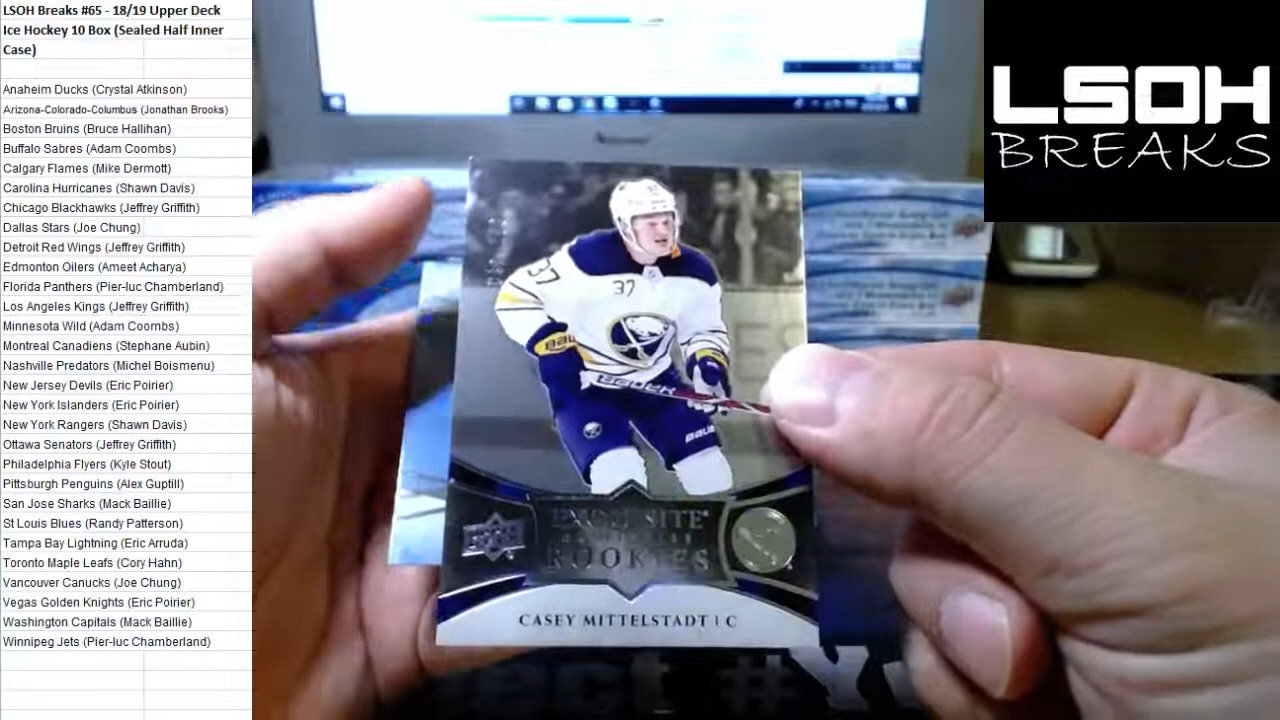 LSOH Breaks #65 - 18/19 Upper Deck
Ice Hockey 10 Box (Sealed Half Inner
Case)
Anaheim Ducks (Crystal Atkinson)
Arizona-Colorado-Columbus (Jonathan Brooks)
Boston Bruins (Bruce Hallihan)
Buffalo Sabres (Adam Coombs)
Calgary Flames (Mike Dermott)
Carolina Hurricanes (Shawn Davis)
Chicago Blackhawks (Jeffrey Griffith)
Dallas Stars (Joe Chung)
Detroit Red Wings (Jeffrey Griffith)
Edmonton Oilers (Ameet Acharya)
Florida Panthers (Pier-luc Chamberland)
Los Angeles Kings (Jeffrey Griffith)
Minnesota Wild (Adam Coombs)
Montreal Canadiens (Stephane Aubin)
Nashville Predators (Michel Boismenu)
New Jersey Devils (Eric Poirier)
New York Islanders (Eric Poirier)
New York Rangers (Shawn Davis)
Ottawa Senators (Jeffrey Griffith)
Philadelphia Flyers (Kyle Stout)
Pittsburgh Penguins (Alex Guptill)
San Jose Sharks (Mack Baillie)
St Louis Blues (Randy Patterson)
Tampa Bay Lightning (Eric Arruda)
Toronto Maple Leafs (Cory Hahn)
Vancouver Canucks (Joe Chung)
Vegas Golden Knights (Eric Poirier)
Washington Capitals (Mack Baillie)
Winnipeg Jets (Pier-luc Chamberland)
LSOH
BREAKS
37
37
EXQUISITE
ROOKIES
CASEY MITTELSTADT | C